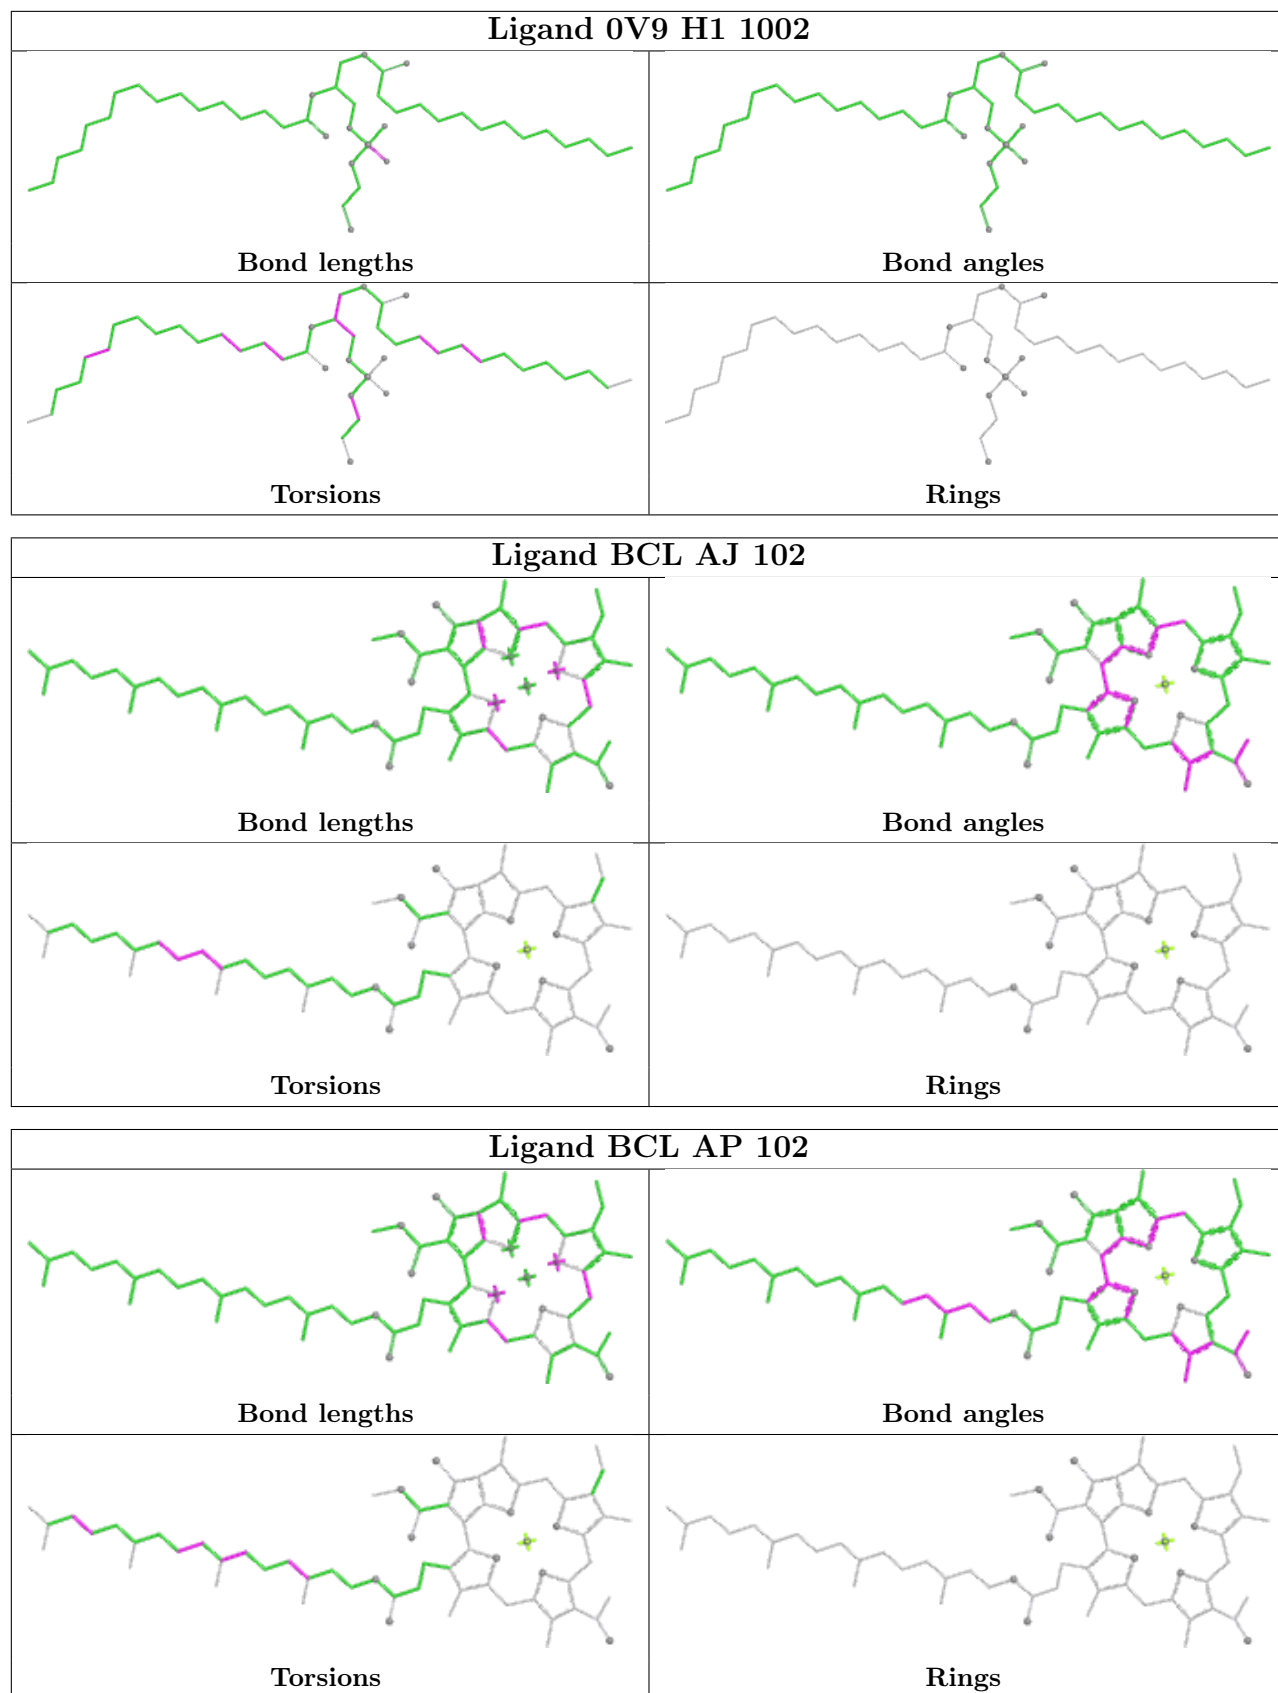 Ligand 0V9 H1 1002
Bond lengths
Bond angles
Torsions
Rings
Ligand BCL AJ 102
Bond lengths
Bond angles
Torsions
Rings
Ligand BCL AP 102
Bond lengths
Bond angles
Torsions
Rings